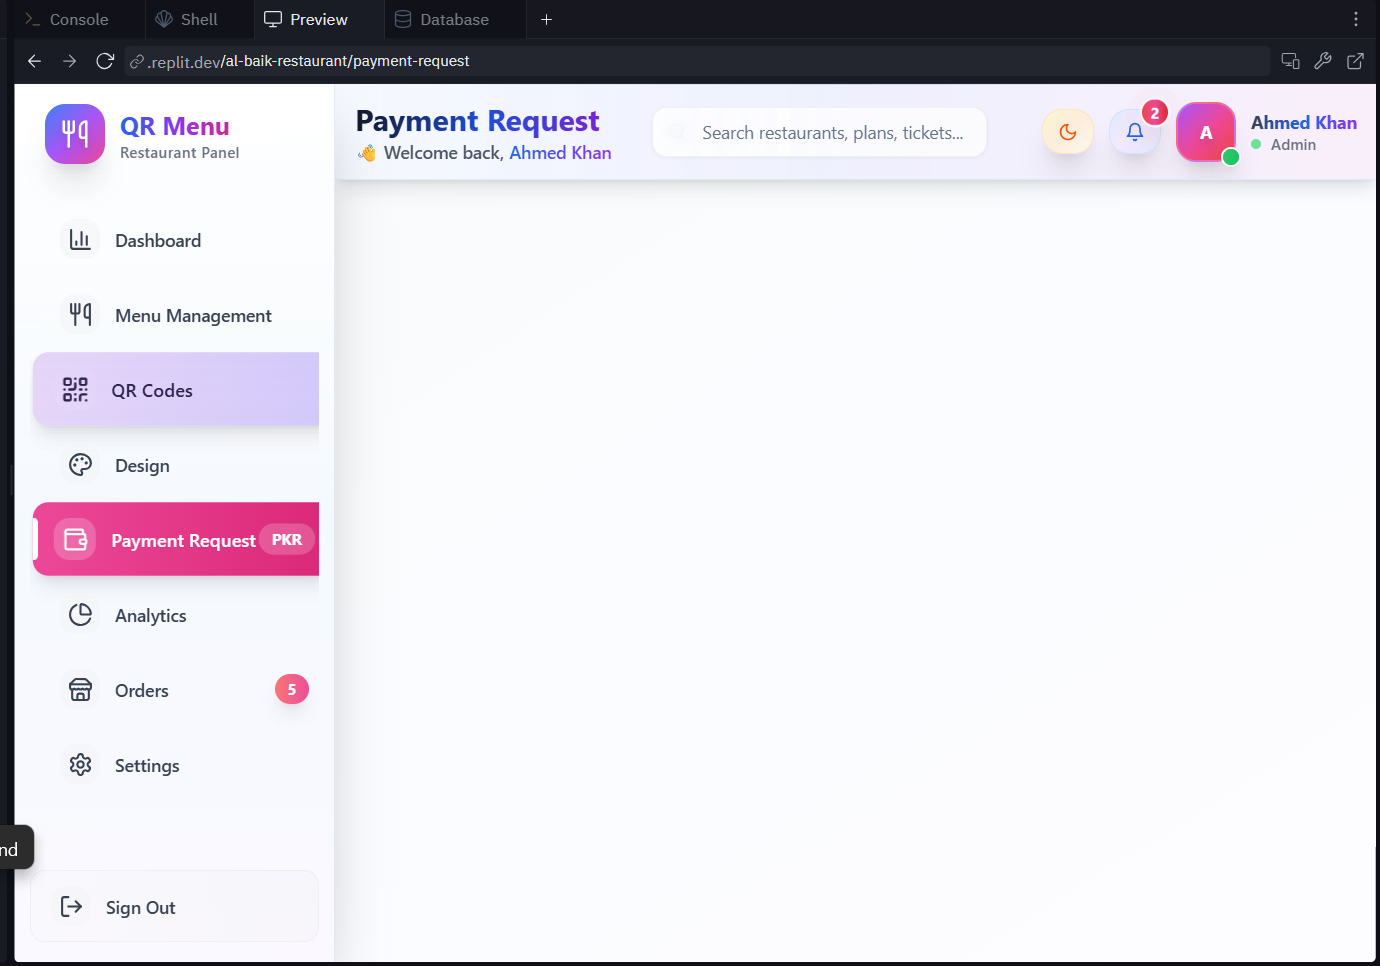 Console
Shell
Preview
Database
.replit.dev/al-baik-restaurant/payment-request
QR Menu
Restaurant Panel
Payment Request
👋 Welcome back, Ahmed Khan
Search restaurants, plans, tickets...
2
A
Ahmed Khan
Admin
Dashboard
Menu Management
QR Codes
Design
Payment Request PKR
Analytics
Orders 5
Settings
nd
Sign Out